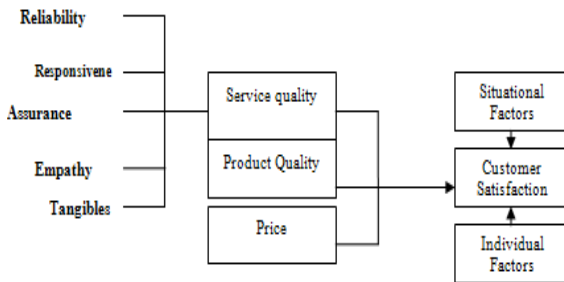 Reliability
Responsivene
Assurance
Empathy
Tangibles
Service quality
Product Quality
Price
Situational
Factors
Customer
Satisfaction
Individual
Factors